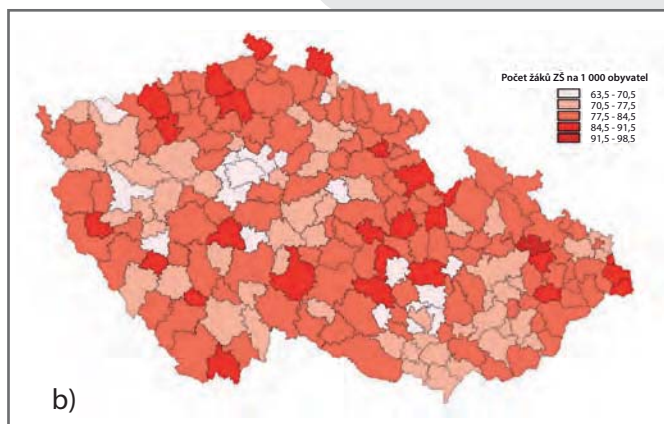 Počet žáků ZŠ na 1 000 obyvatel
63,5 - 70,5
70,5 - 77,5
77,5 - 84,5
84,5 - 91,5
91,5 - 98,5
b)